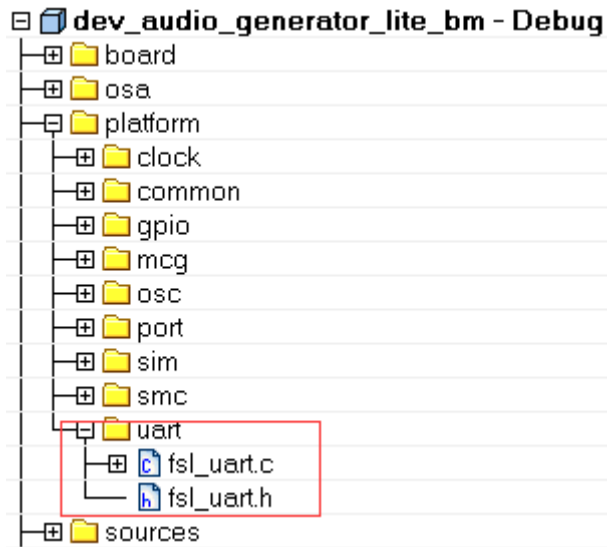 dev_audio_generator_lite_bm - Debug
board
osa
platform
clock
common
gpio
mcg
osc
port
sim
smc
uart
c fsl_uart.c
h fsl_uart.h
sources